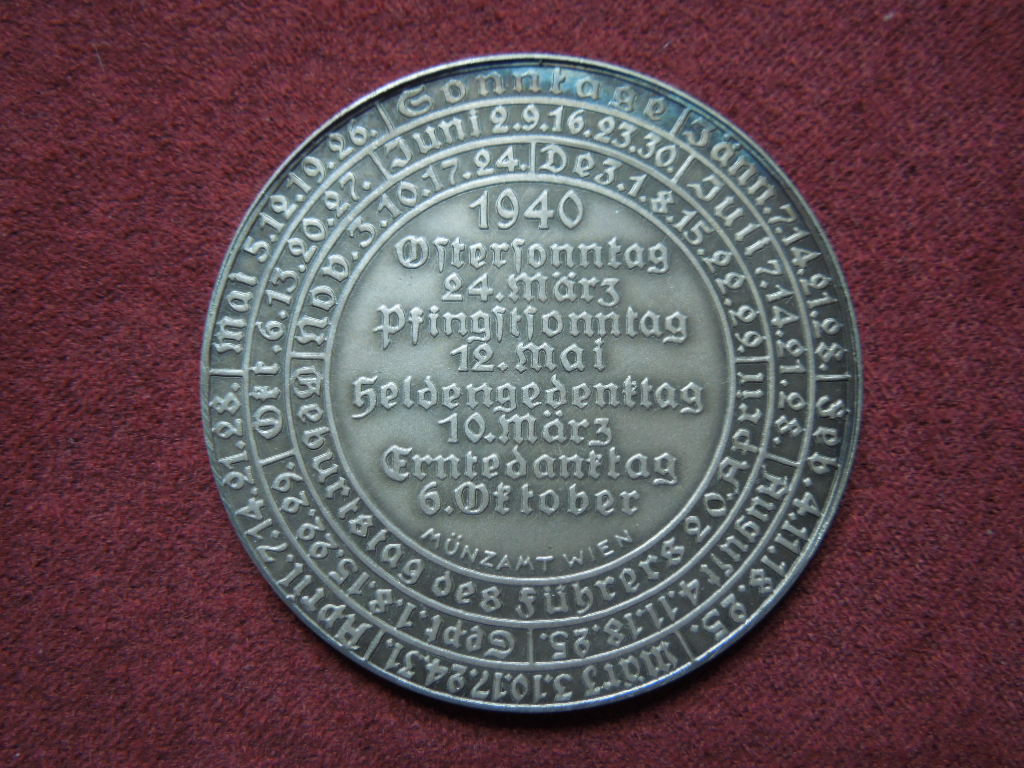 Sonntage
Jänn. 7.14.21.28.
Feb. 4.11.18.25.
März 3.10.17.24.31.
April 7.14.21.28.
Mai 5.12.19.26.
Juni 2.9.16.23.30.
Juli 7.14.21.28.
August 4.11.18.25.
Sept. 1.8.15.22.29.
Okt. 6.13.20.27.
Nov. 3.10.17.24.
Dez. 1.8.15.22.29.
Geburtstag des Führers 20. April
1940
Ostersonntag
24. März
Pfingstsonntag
12. Mai
Heldengedenktag
10. März
Erntedanktag
6. Oktober
MÜNZAMT WIEN